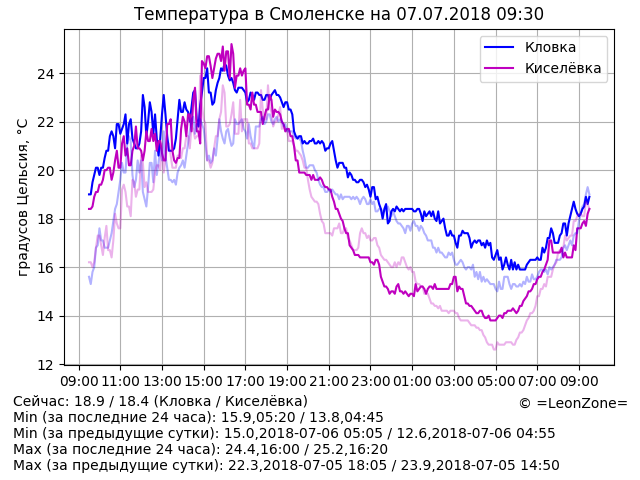 Температура в Смоленске на 07.07.2018 09:30
Кловка
Киселёвка
градусов Цельсия, °C
24
22
20
18
16
14
12
09:00 11:00 13:00 15:00 17:00 19:00 21:00 23:00 01:00 03:00 05:00 07:00 09:00
Сейчас: 18.9 / 18.4 (Кловка / Киселёвка)
© =LeonZone=
Min (за последние 24 часа): 15.9,05:20 / 13.8,04:45
Min (за предыдущие сутки): 15.0,2018-07-06 05:05 / 12.6,2018-07-06 04:55
Max (за последние 24 часа): 24.4,16:00 / 25.2,16:20
Max (за предыдущие сутки): 22.3,2018-07-05 18:05 / 23.9,2018-07-05 14:50